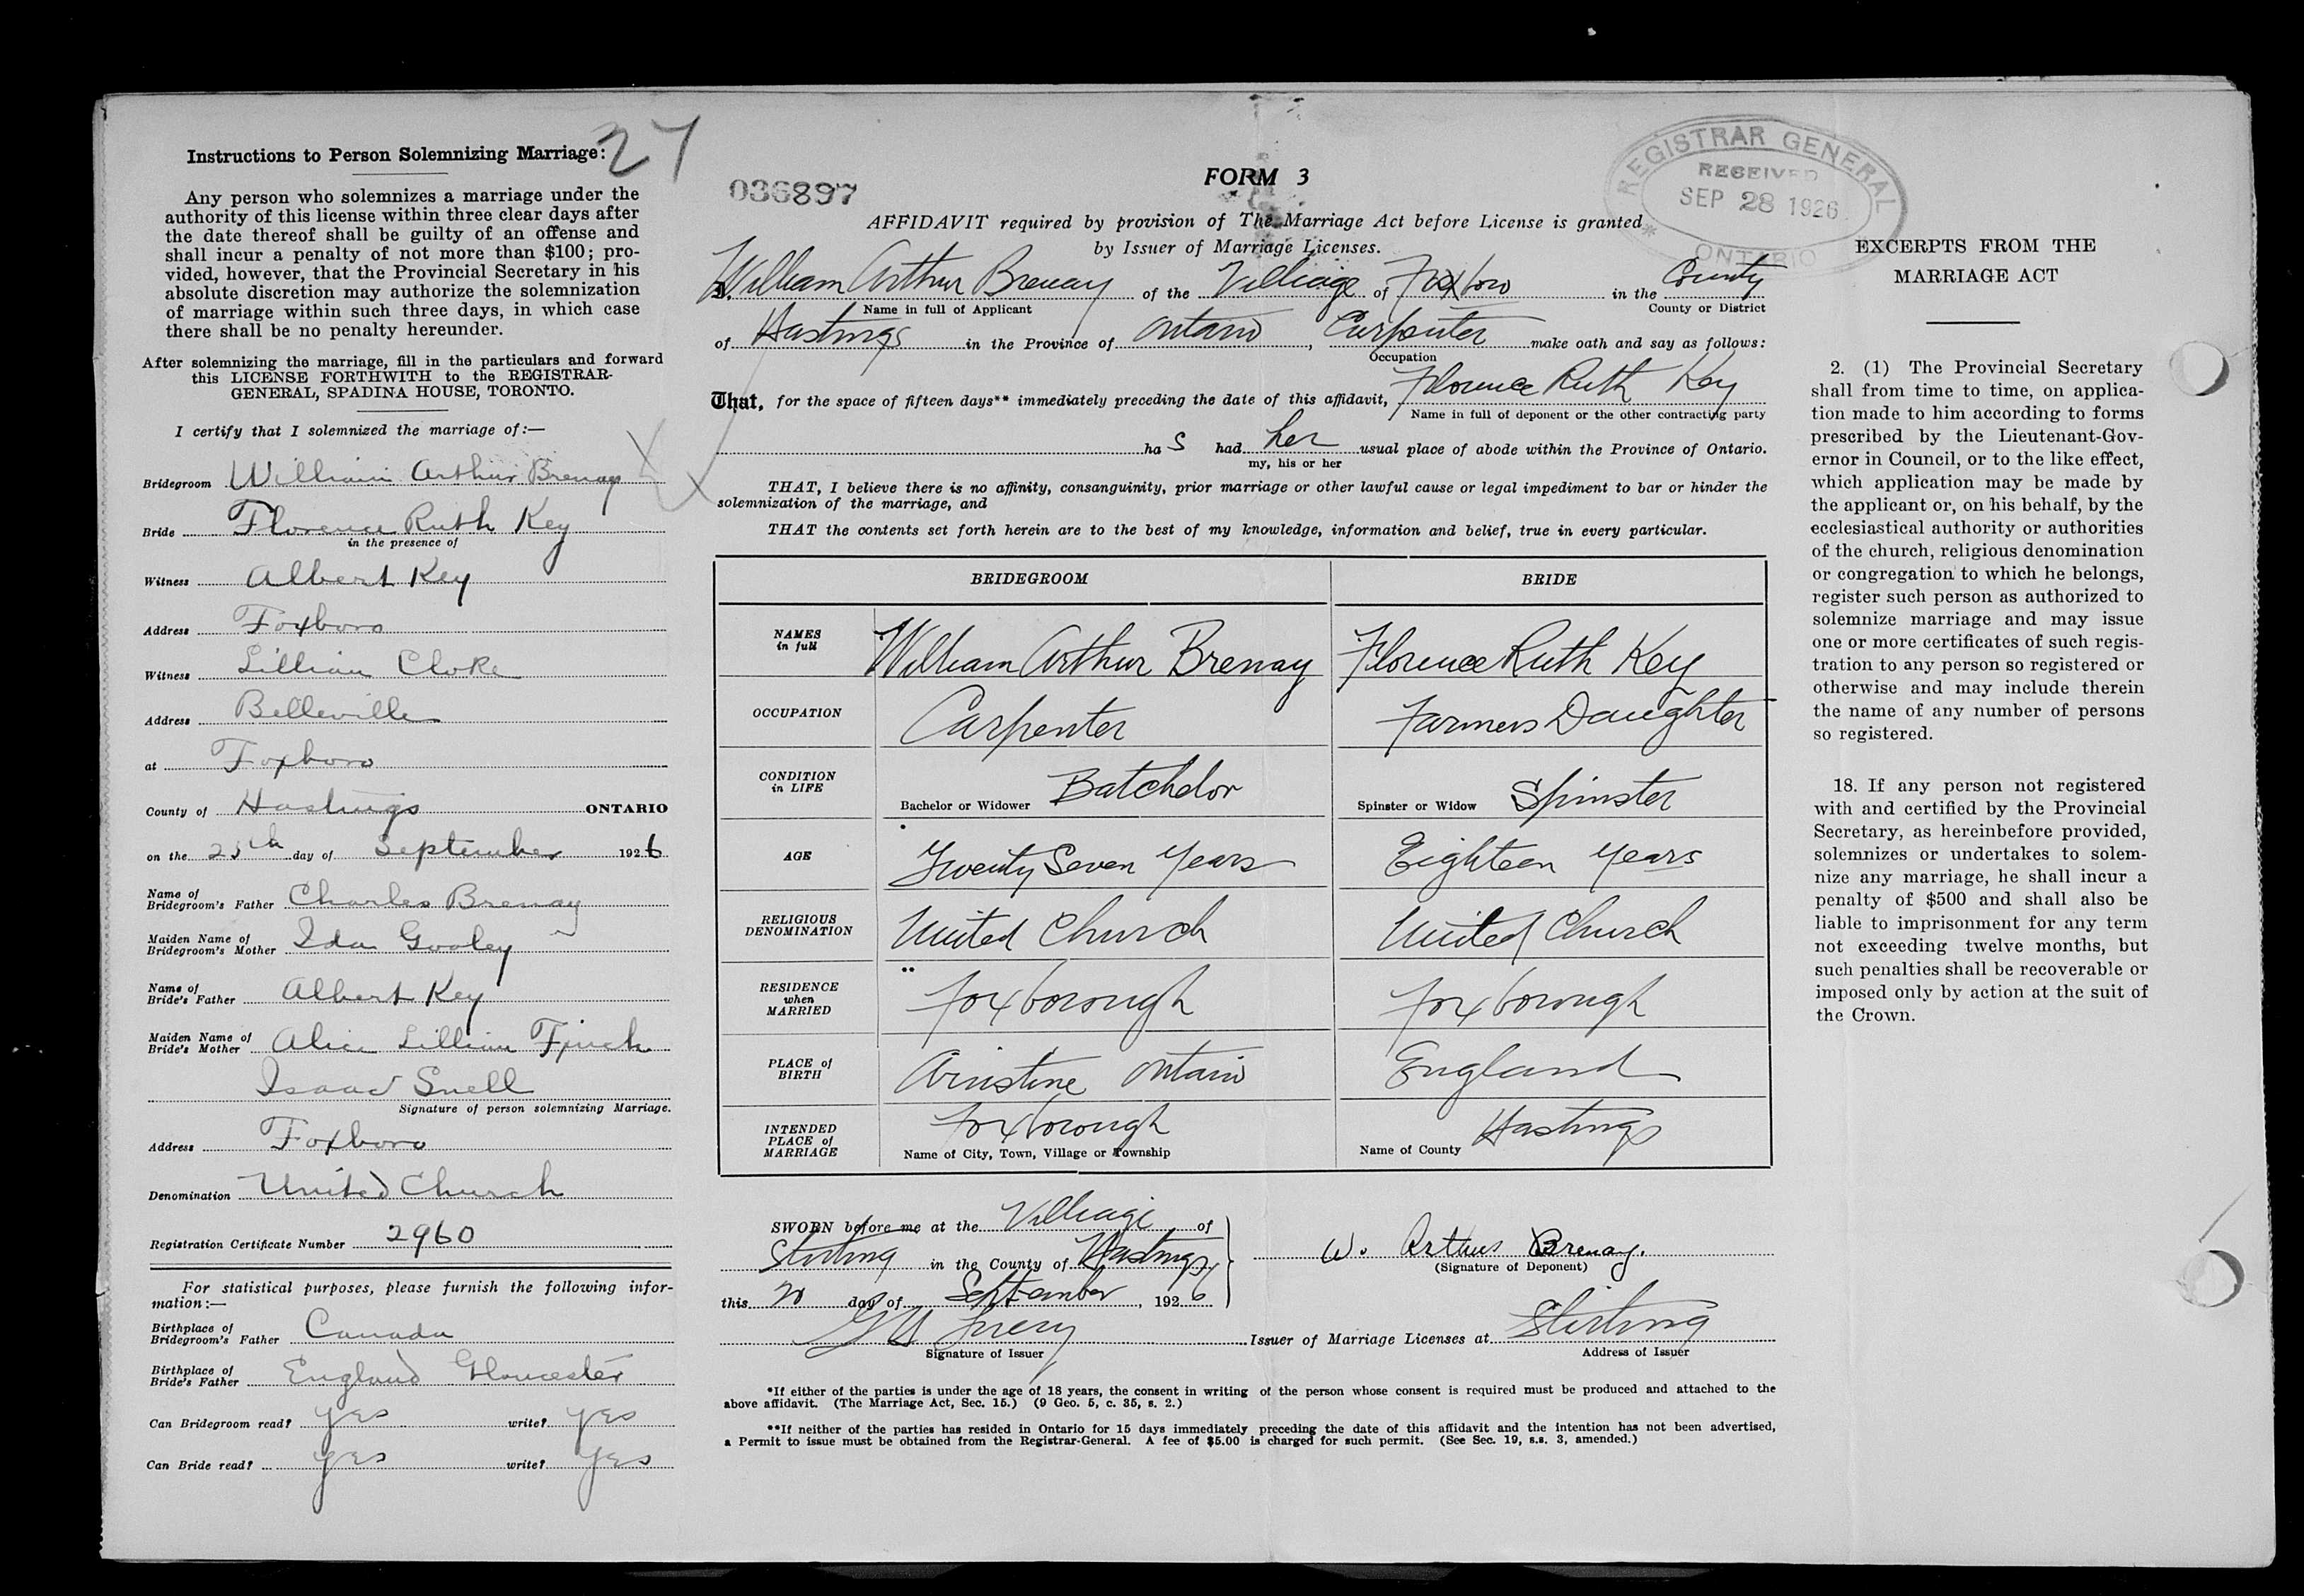 27
Instructions to Person Solemnizing Marriage:
Any person who solemnizes a marriage under the
authority of this license within three clear days after
the date thereof shall be guilty of an offense and
shall incur a penalty of not more than $100; pro-
vided, however, that the Provincial Secretary in his
absolute discretion may authorize the solemnization
of marriage within such three days, in which case
there shall be no penalty hereunder.
After solemnizing the marriage, fill in the particulars and forward
this LICENSE FORTHWITH to the REGISTRAR-
GENERAL, SPADINA HOUSE, TORONTO.
I certify that I solemnized the marriage of:—
Bridegroom William Arthur Brenay
Bride Florence Ruth Key
in the presence of
Witness Albert Key
Address Foxboro
Witness Lillian Cloke
Address Belleville
at Foxboro
County of Hastings ONTARIO
on the 25th day of September 1926
Name of
Bridegroom's Father Charles Brenay
Maiden Name of
Bridegroom's Mother Ida Gooley
Name of
Bride's Father Albert Key
Maiden Name of
Bride's Mother Alice Lillian Finch
Isaac Snell
Signature of person solemnizing Marriage.
Address Foxboro
Denomination United Church
Registration Certificate Number 2960
For statistical purposes, please furnish the following infor-
mation:—
Birthplace of
Bridegroom's Father Canada
Birthplace of
Bride's Father England Gloucester
Can Bridegroom read? yes write? yes
Can Bride read? yes write? yes
036897
FORM 3
REGISTRAR GENERAL
RECEIVED
SEP 28 1926
ONTARIO
AFFIDAVIT required by provision of The Marriage Act before License is granted
by Issuer of Marriage Licenses.
I, William Arthur Brenay of the Villiage of Foxboro in the County
Name in full of Applicant County or District
of Hastings in the Province of Ontario, Carpenter make oath and say as follows:
Occupation
That, for the space of fifteen days** immediately preceding the date of this affidavit, Florence Ruth Key
Name in full of deponent or the other contracting party
has had her usual place of abode within the Province of Ontario.
my, his or her
THAT, I believe there is no affinity, consanguinity, prior marriage or other lawful cause or legal impediment to bar or hinder the
solemnization of the marriage, and
THAT the contents set forth herein are to the best of my knowledge, information and belief, true in every particular.
BRIDEGROOM BRIDE
NAMES
in full William Arthur Brenay Florence Ruth Key
OCCUPATION Carpenter Farmers Daughter
CONDITION
in LIFE Bachelor or Widower Batchelor Spinster or Widow Spinster
AGE Twenty Seven Years Eighteen Years
RELIGIOUS
DENOMINATION United Church United Church
RESIDENCE
when
MARRIED Foxborough Foxborough
PLACE of
BIRTH Ontario England
INTENDED
PLACE of
MARRIAGE Foxborough Hastings
Name of City, Town, Village or Township Name of County
SWORN before me at the Villiage of
Stirling in the County of Hastings
this 20 day of September, 1926
Signature of Issuer
W. Arthur Brenay.
(Signature of Deponent)
Issuer of Marriage Licenses at Stirling
Address of Issuer
*If either of the parties is under the age of 18 years, the consent in writing of the person whose consent is required must be produced and attached to the
above affidavit. (The Marriage Act, Sec. 15.) (9 Geo. 5, c. 35, s. 2.)
**If neither of the parties has resided in Ontario for 15 days immediately preceding the date of this affidavit and the intention has not been advertised,
a Permit to issue must be obtained from the Registrar-General. A fee of $5.00 is charged for such permit. (See Sec. 19, s.s. 3, amended.)
EXCERPTS FROM THE
MARRIAGE ACT
2. (1) The Provincial Secretary
shall from time to time, on applica-
tion made to him according to forms
prescribed by the Lieutenant-Gov-
ernor in Council, or to the like effect,
which application may be made by
the applicant or, on his behalf, by the
ecclesiastical authority or authorities
of the church, religious denomination
or congregation to which he belongs,
register such person as authorized to
solemnize marriage and may issue
one or more certificates of such regis-
tration to any person so registered or
otherwise and may include therein
the name of any number of persons
so registered.
18. If any person not registered
with and certified by the Provincial
Secretary, as hereinbefore provided,
solemnizes or undertakes to solem-
nize any marriage, he shall incur a
penalty of $500 and shall also be
liable to imprisonment for any term
not exceeding twelve months, but
such penalties shall be recoverable or
imposed only by action at the suit of
the Crown.